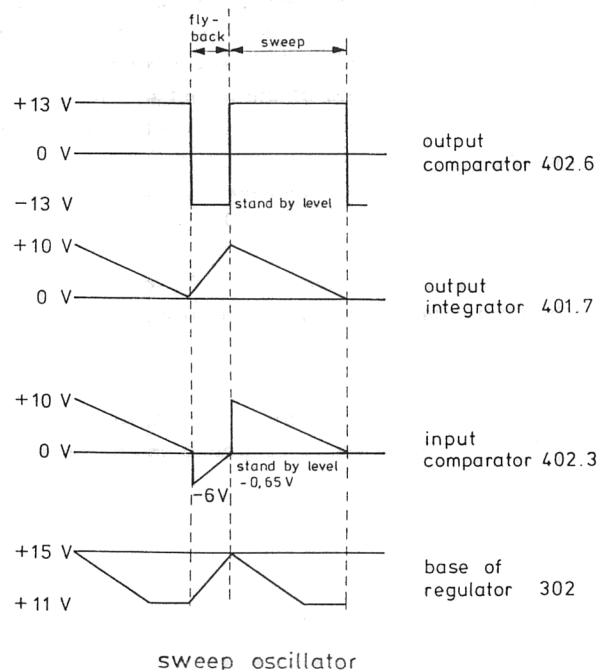 fly-
back
sweep
+13 V
0 V
-13 V
stand by level
output
comparator 402.6
+10 V
0 V
output
integrator 401.7
+10 V
0 V
stand by level
-0,65 V
-6V
input
comparator 402.3
+15 V
+11 V
base of
regulator 302
sweep oscillator